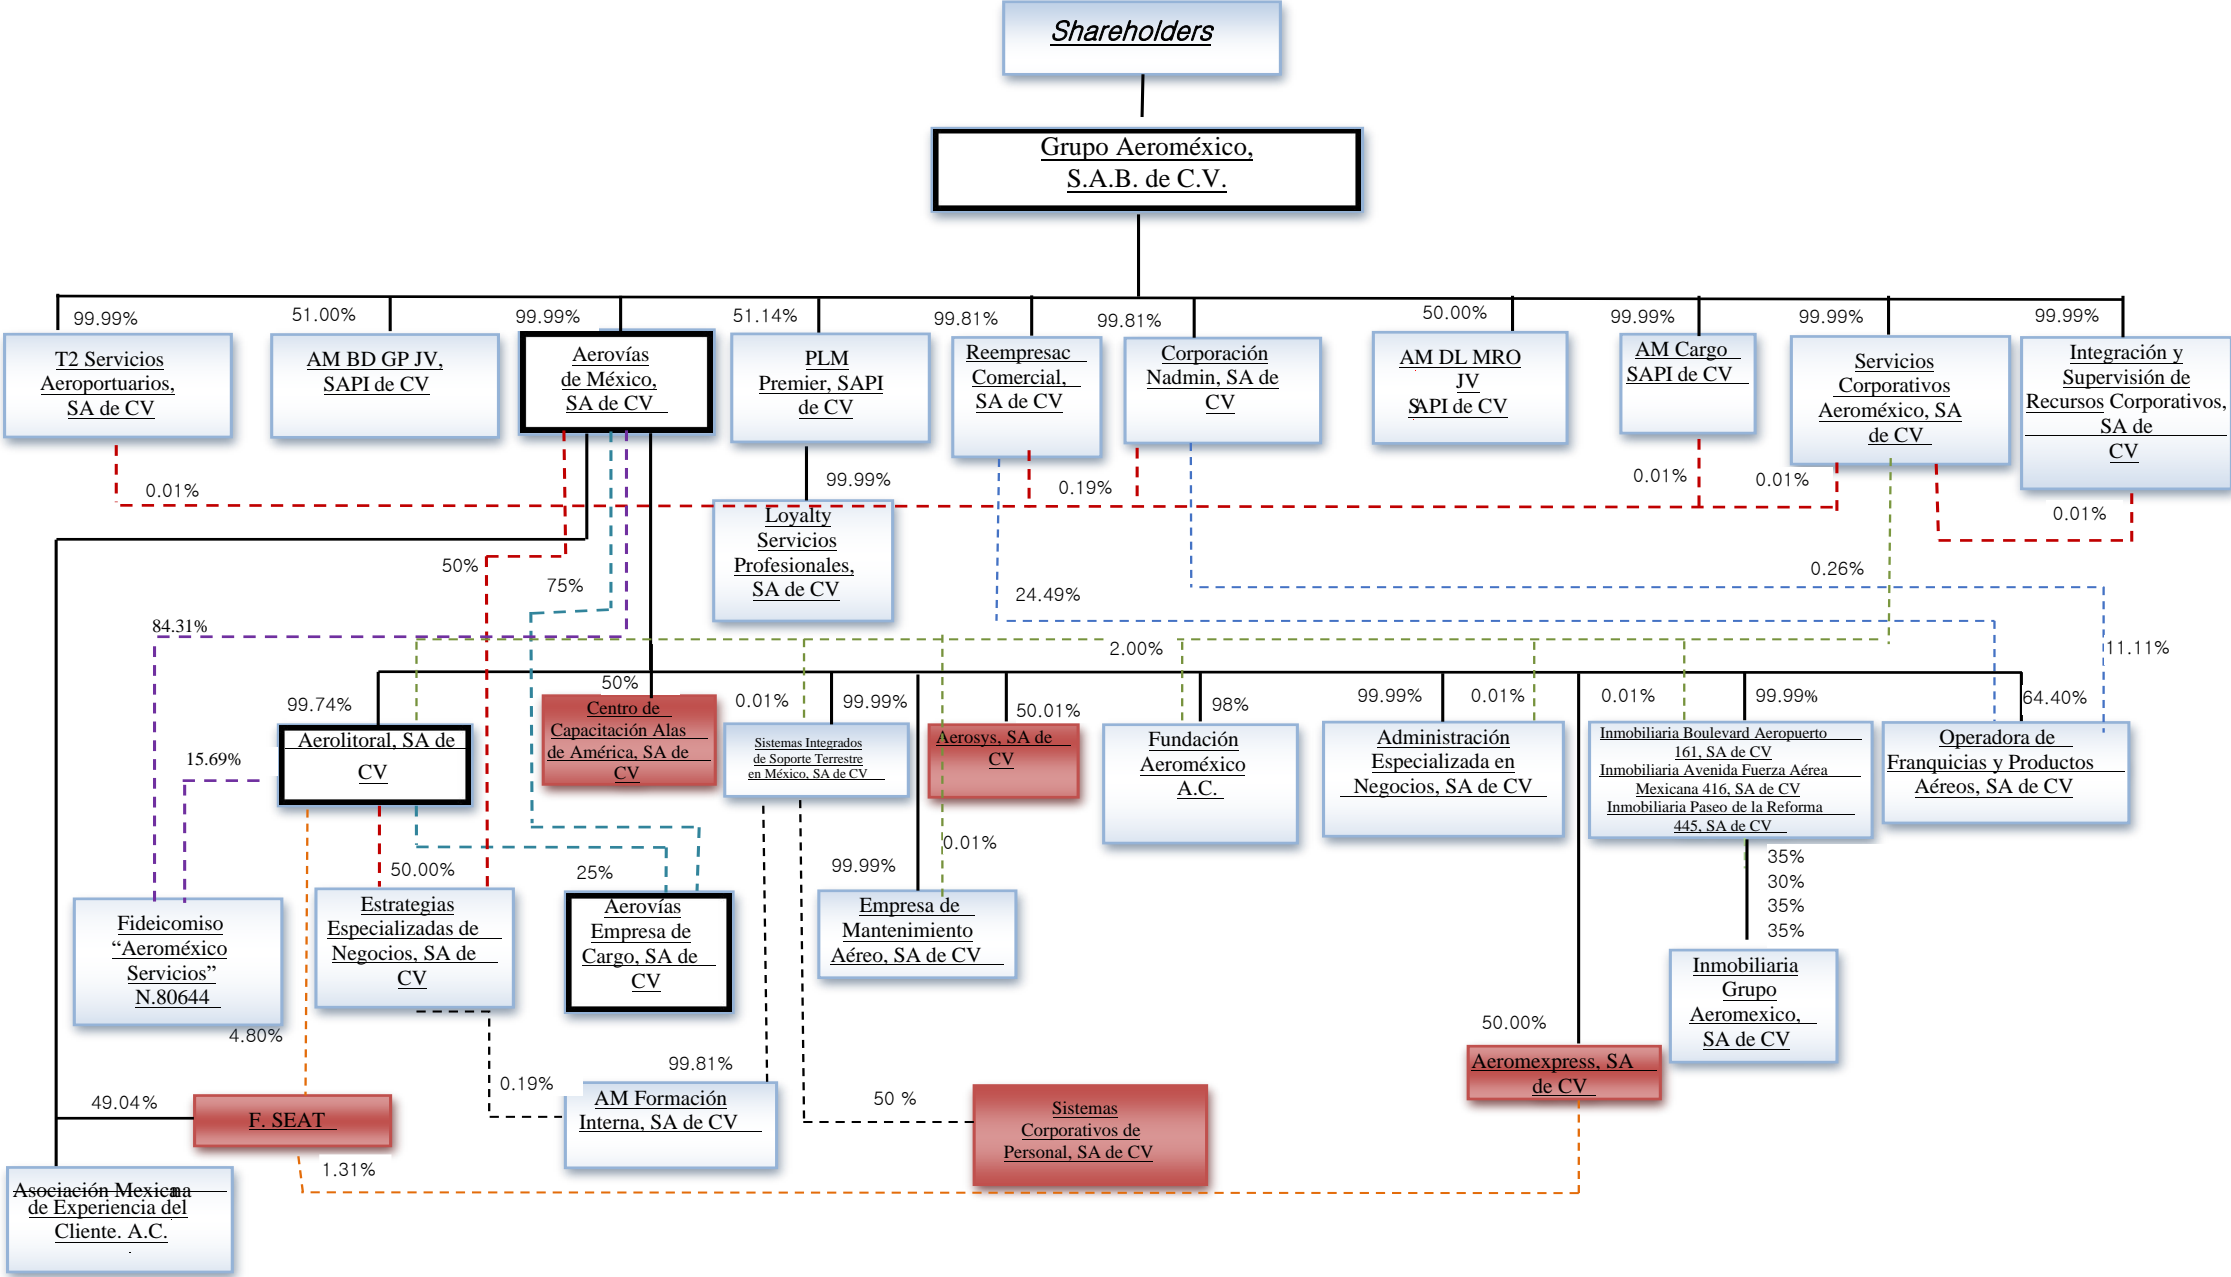 Shareholders
Grupo Aeroméxico,
S.A.B. de C.V.
99.99%
51.00%
99.99%
51.14%
99.81%
99.81%
50.00%
99.99%
99.99%
99.99%
T2 Servicios
Aeroportuarios,
SA de CV
AM BD GP JV,
SAPI de CV
Aerovías
de México,
SA de CV
PLM
Premier, SAPI
de CV
Reempresac
Comercial,
SA de CV
Corporación
Nadmin, SA de
CV
AM DL MRO
JV
SAPI de CV
AM Cargo
SAPI de CV
Servicios
Corporativos
Aeroméxico, SA
de CV
Integración y
Supervisión de
Recursos Corporativos,
SA de
CV
0.01%
99.99%
0.19%
0.01%
0.01%
0.01%
Loyalty
Servicios
Profesionales,
SA de CV
50%
75%
24.49%
0.26%
84.31%
2.00%
11.11%
99.74%
50%
0.01%
99.99%
50.01%
98%
99.99%
0.01%
0.01%
99.99%
64.40%
Aerolitoral, SA de
CV
Centro de
Capacitación Alas
de América, SA de
CV
Sistemas Integrados
de Soporte Terrestre
en México, SA de CV
Aerosys, SA de
CV
Fundación
Aeroméxico
A.C.
Administración
Especializada en
Negocios, SA de CV
Inmobiliaria Boulevard Aeropuerto
161, SA de CV
Inmobiliaria Avenida Fuerza Aérea
Mexicana 416, SA de CV
Inmobiliaria Paseo de la Reforma
445, SA de CV
Operadora de
Franquicias y Productos
Aéreos, SA de CV
15.69%
50.00%
25%
99.99%
0.01%
35%
30%
35%
35%
Fideicomiso
“Aeroméxico
Servicios”
N.80644
Estrategias
Especializadas de
Negocios, SA de
CV
Aerovías
Empresa de
Cargo, SA de
CV
Empresa de
Mantenimiento
Aéreo, SA de CV
Inmobiliaria
Grupo
Aeromexico,
SA de CV
4.80%
0.19%
99.81%
50 %
50.00%
49.04%
F. SEAT
1.31%
AM Formación
Interna, SA de CV
Sistemas
Corporativos de
Personal, SA de CV
Aeromexpress, SA
de CV
Asociación Mexicana
de Experiencia del
Cliente. A.C.